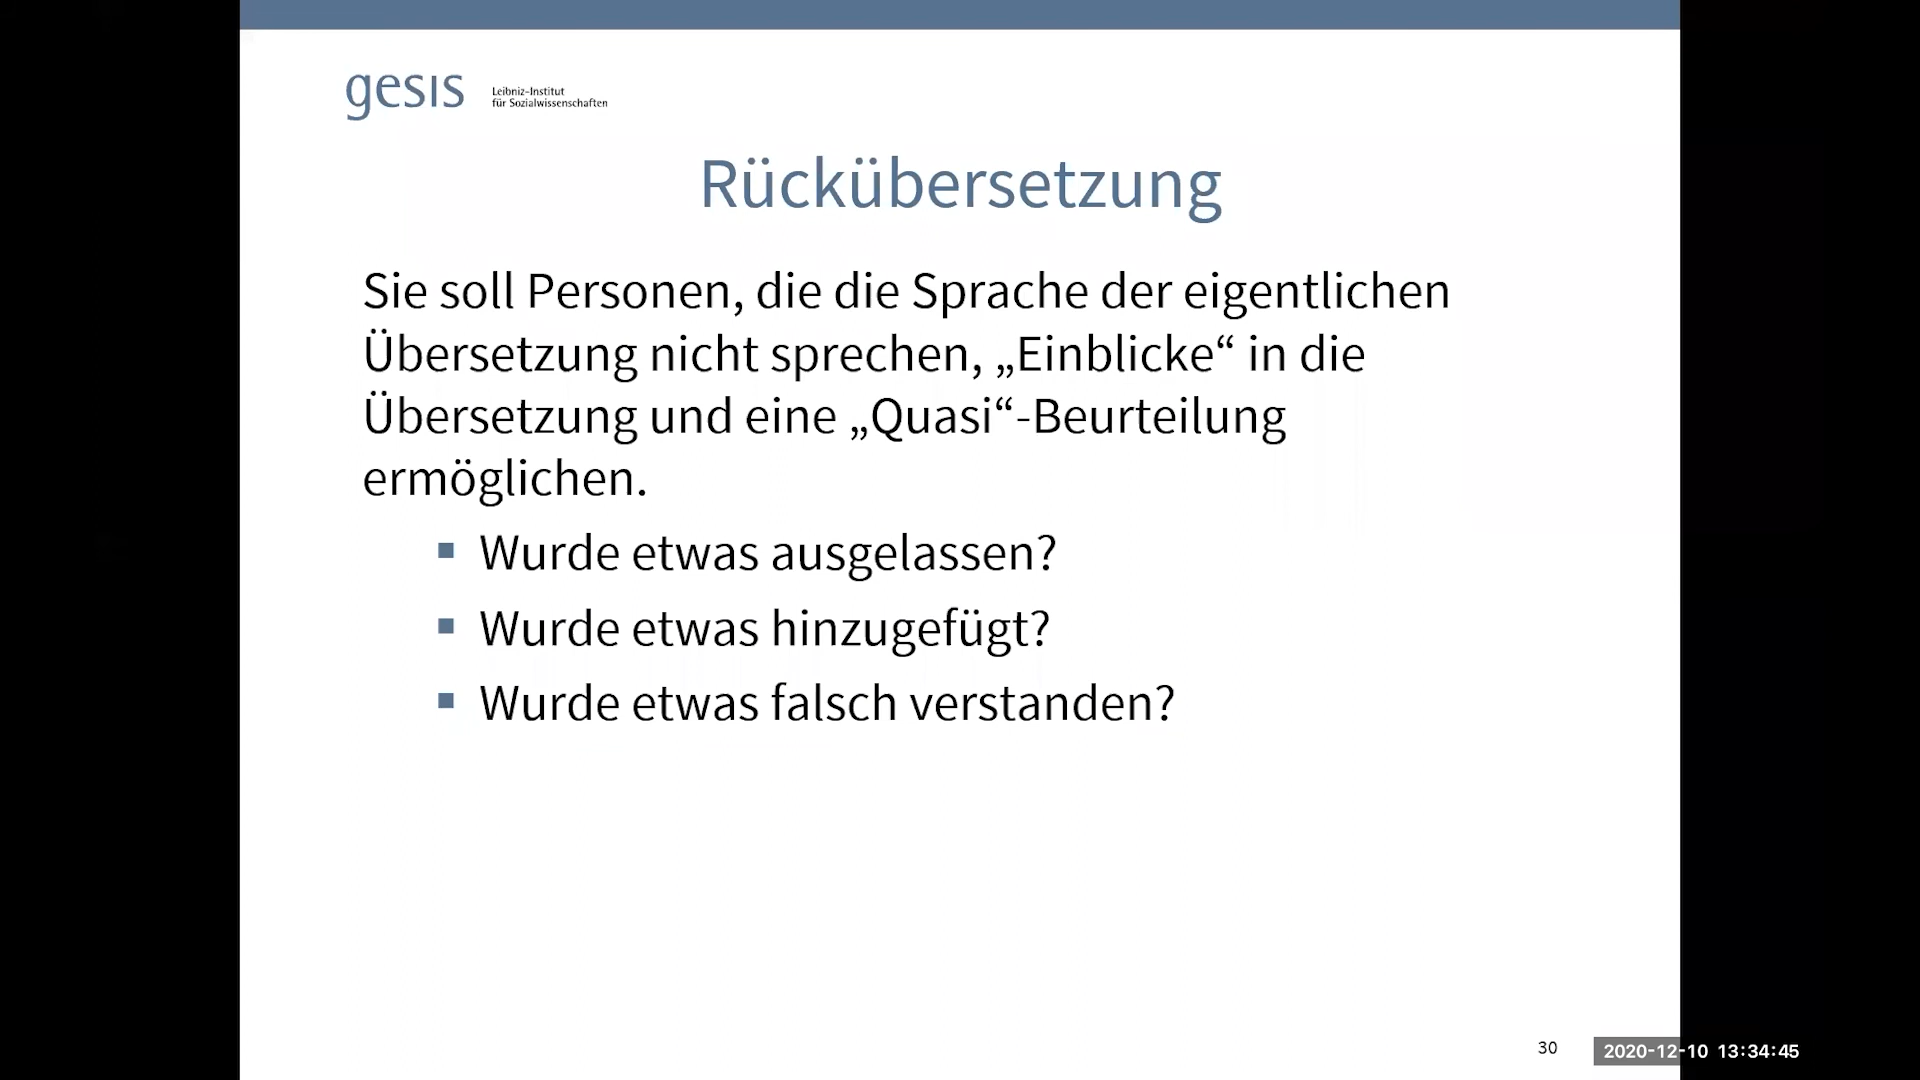 gesis
Leibniz-Institut
für Sozialwissenschaften
Rückübersetzung
Sie soll Personen, die die Sprache der eigentlichen
Übersetzung nicht sprechen, „Einblicke“ in die
Übersetzung und eine „Quasi“-Beurteilung
ermöglichen.
▪ Wurde etwas ausgelassen?
▪ Wurde etwas hinzugefügt?
▪ Wurde etwas falsch verstanden?
30
2020-12-10 13:34:45